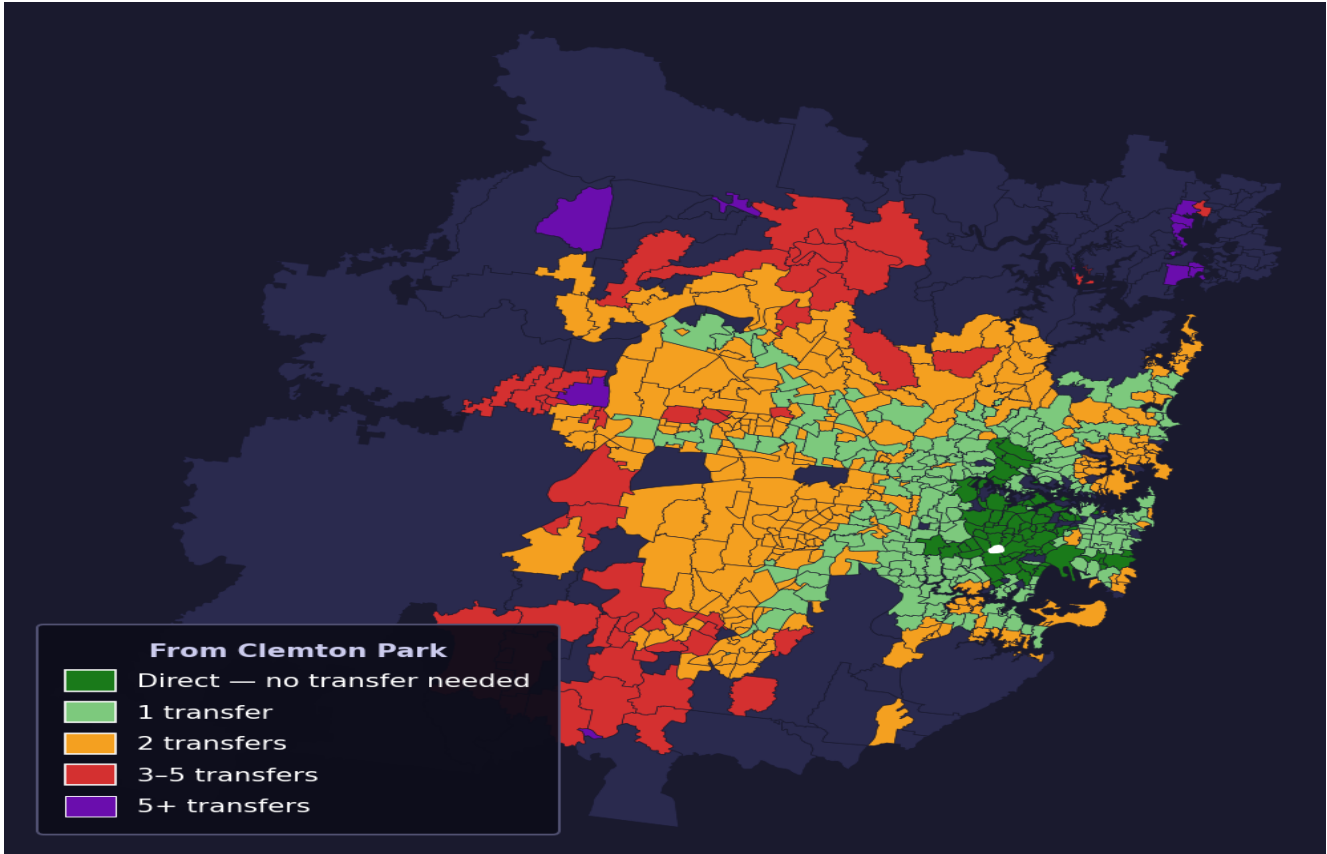 From Clemton Park
Direct — no transfer needed
1 transfer
2 transfers
3–5 transfers
5+ transfers